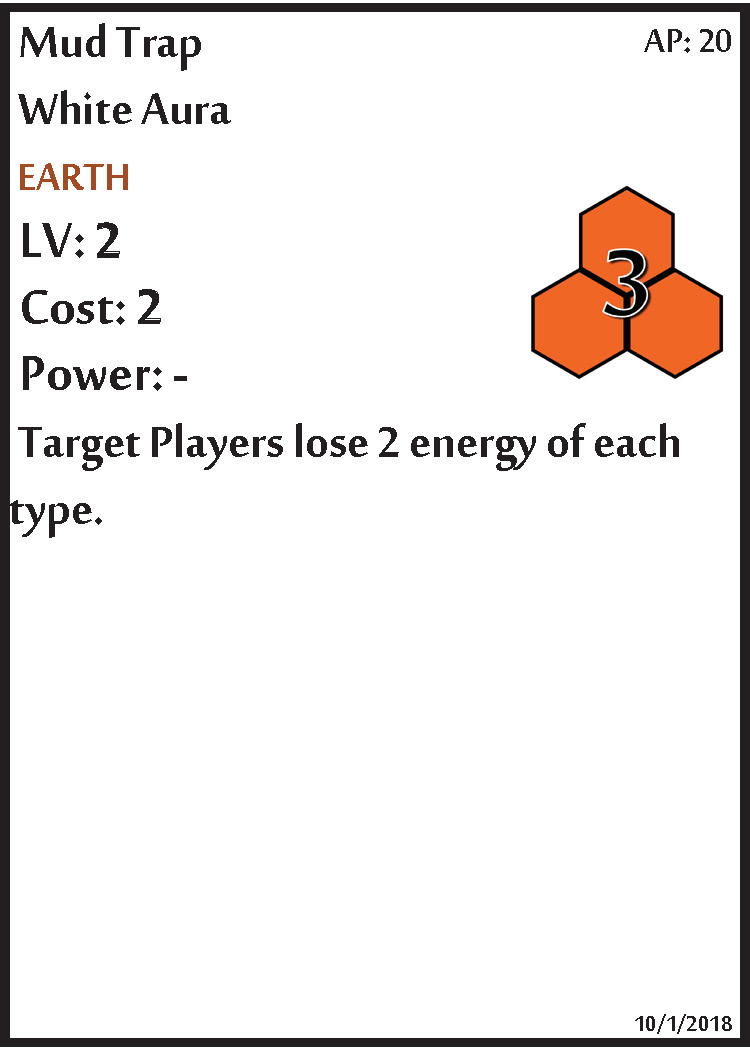 Mud Trap
AP: 20
White Aura
EARTH
LV: 2
Cost: 2
3
Power: -
Target Players lose 2 energy of each
type.
10/1/2018